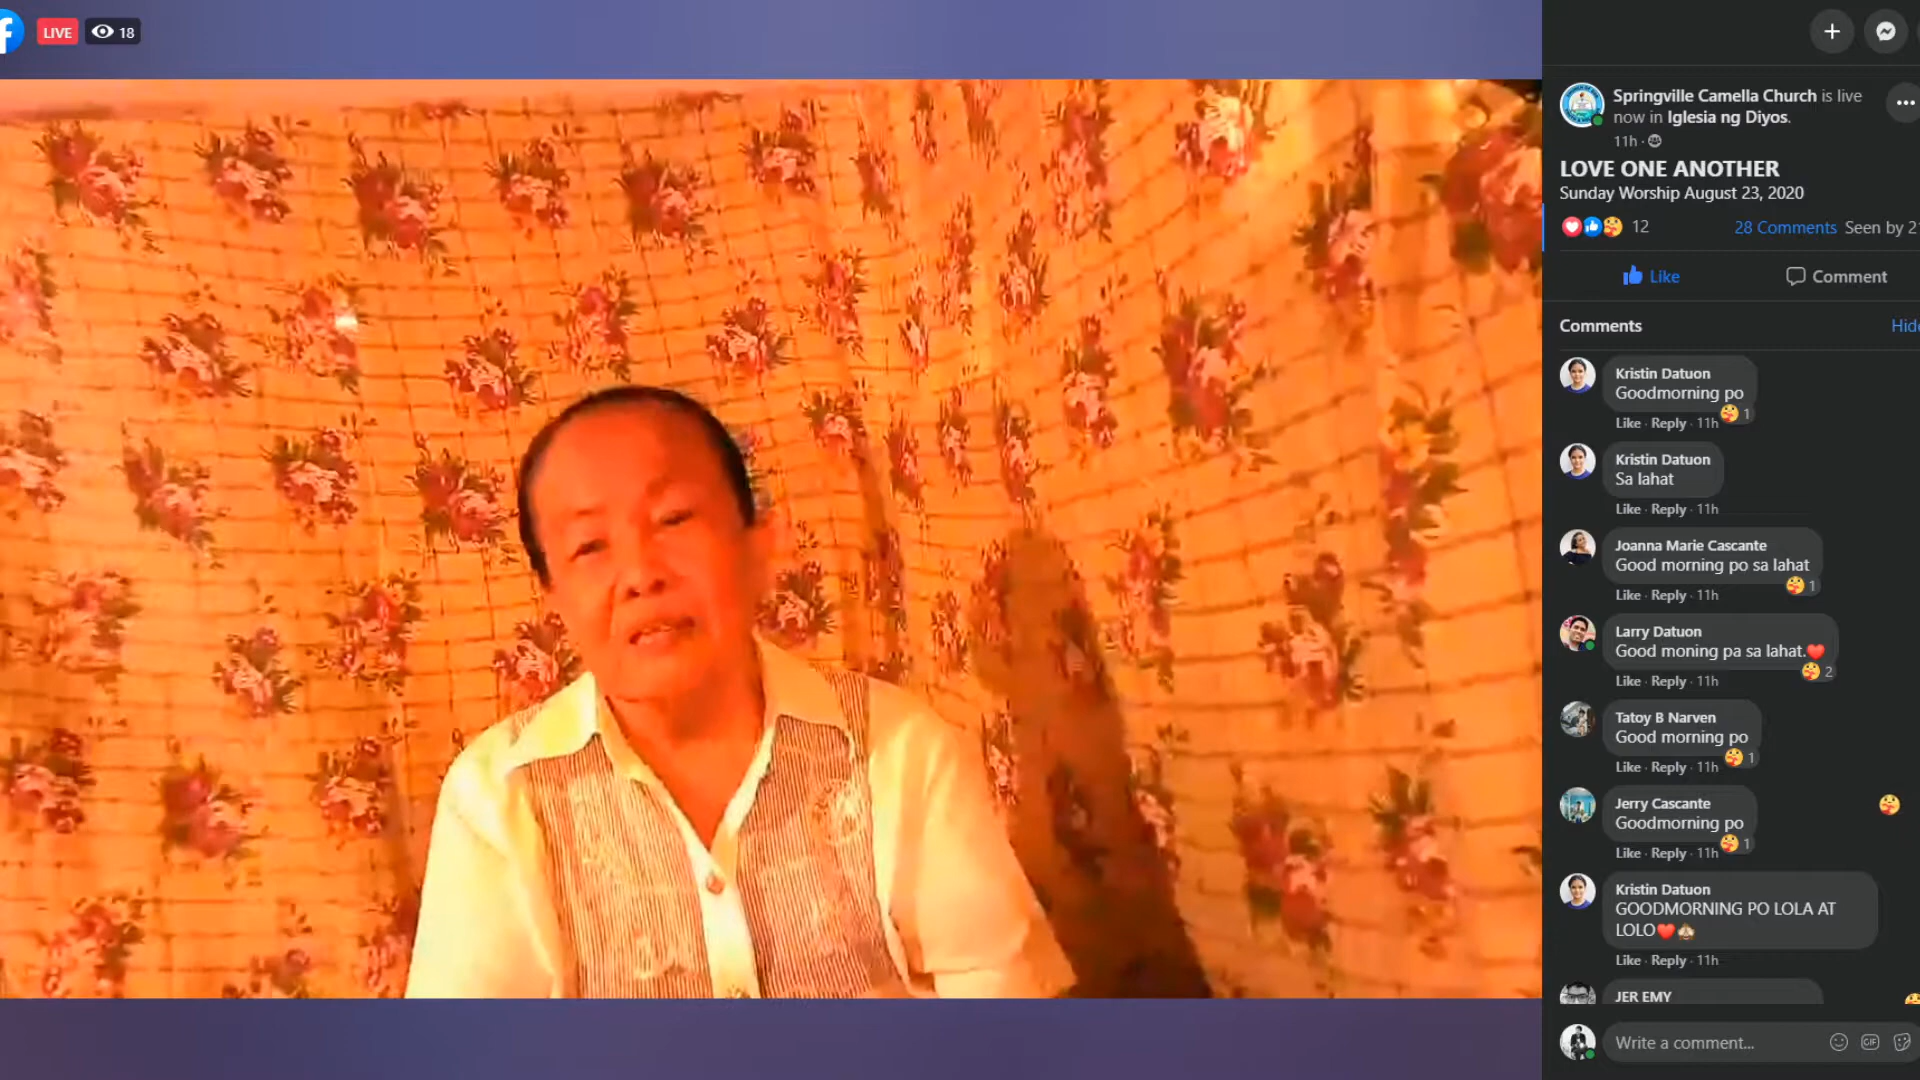 LIVE 18
Springville Camella Church is live
now in Iglesia ng Diyos.
11h ·
LOVE ONE ANOTHER
Sunday Worship August 23, 2020
12 28 Comments Seen by 21
Like Comment
Comments Hide
Kristin Datuon
Goodmorning po
1
Like · Reply · 11h
Kristin Datuon
Sa lahat
Like · Reply · 11h
Joanna Marie Cascante
Good morning po sa lahat
1
Like · Reply · 11h
Larry Datuon
Good moning pa sa lahat.❤️
2
Like · Reply · 11h
Tatoy B Narven
Good morning po
1
Like · Reply · 11h
Jerry Cascante
Goodmorning po
1
Like · Reply · 11h
Kristin Datuon
GOODMORNING PO LOLA AT
LOLO❤️🙈
Like · Reply · 11h
JER EMY
Write a comment... GIF